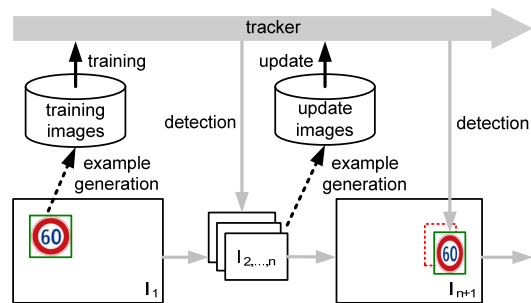 tracker
training
update
training
images
update
images
detection
detection
example
generation
example
generation
60
I1
I2,...,n
60
In+1